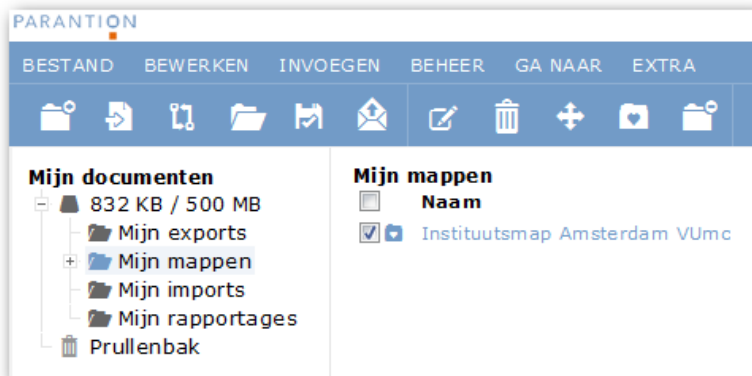 PARANTION
BESTAND BEWERKEN INVOEGEN BEHEER GA NAAR EXTRA
Mijn documenten
832 KB / 500 MB
Mijn exports
Mijn mappen
Mijn imports
Mijn rapportages
Prullenbak
Mijn mappen
Naam
Instituutsmap Amsterdam VUmc